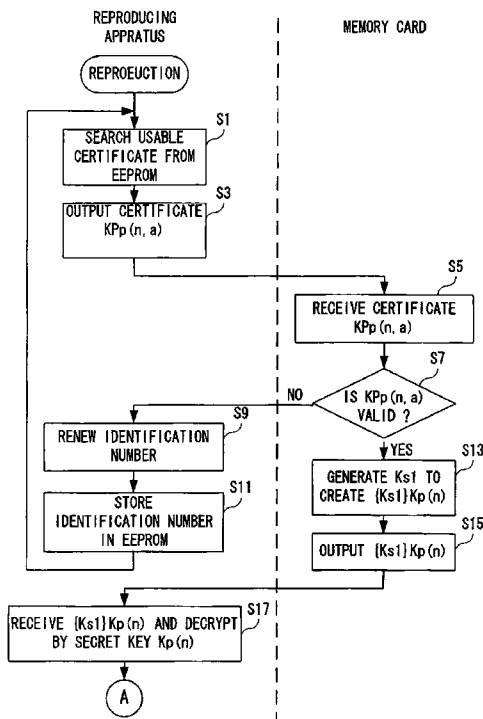 REPRODUCING
APPRATUS
MEMORY CARD
REPROEUCTION
S1
SEARCH USABLE
CERTIFICATE FROM
EEPROM
S3
OUTPUT CERTIFICATE
KPp(n, a)
S5
RECEIVE CERTIFICATE
KPp(n, a)
S7
IS KPp(n, a)
VALID ?
NO
YES
S9
RENEW IDENTIFICATION
NUMBER
S11
STORE
IDENTIFICATION NUMBER
IN EEPROM
S13
GENERATE Ks1 TO
CREATE {Ks1}Kp(n)
S15
OUTPUT {Ks1}Kp(n)
S17
RECEIVE {Ks1}Kp(n) AND DECRYPT
BY SECRET KEY Kp(n)
A